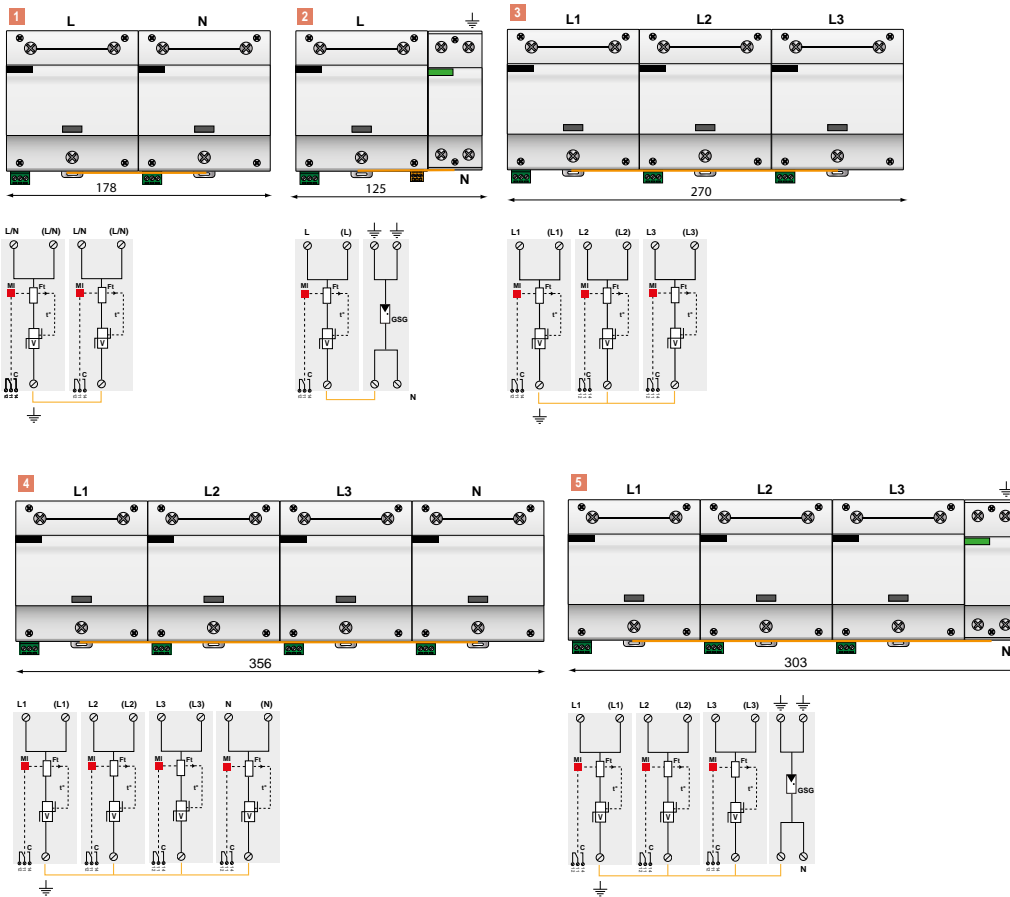 1
L N
178
L/N (L/N) L/N (L/N)
MI Ft MI Ft
t° t°
V V
C C
2
L
N
125
L (L)
MI Ft
t°
GSG
V
C
N
3
L1 L2 L3
270
L1 (L1) L2 (L2) L3 (L3)
MI Ft MI Ft MI Ft
t° t° t°
V V V
C C C
4
L1 L2 L3 N
356
L1 (L1) L2 (L2) L3 (L3) N (N)
MI Ft MI Ft MI Ft MI Ft
t° t° t° t°
V V V V
C C C C
5
L1 L2 L3
N
303
L1 (L1) L2 (L2) L3 (L3)
MI Ft MI Ft MI Ft
t° t° t°
GSG
V V V
C C C
N